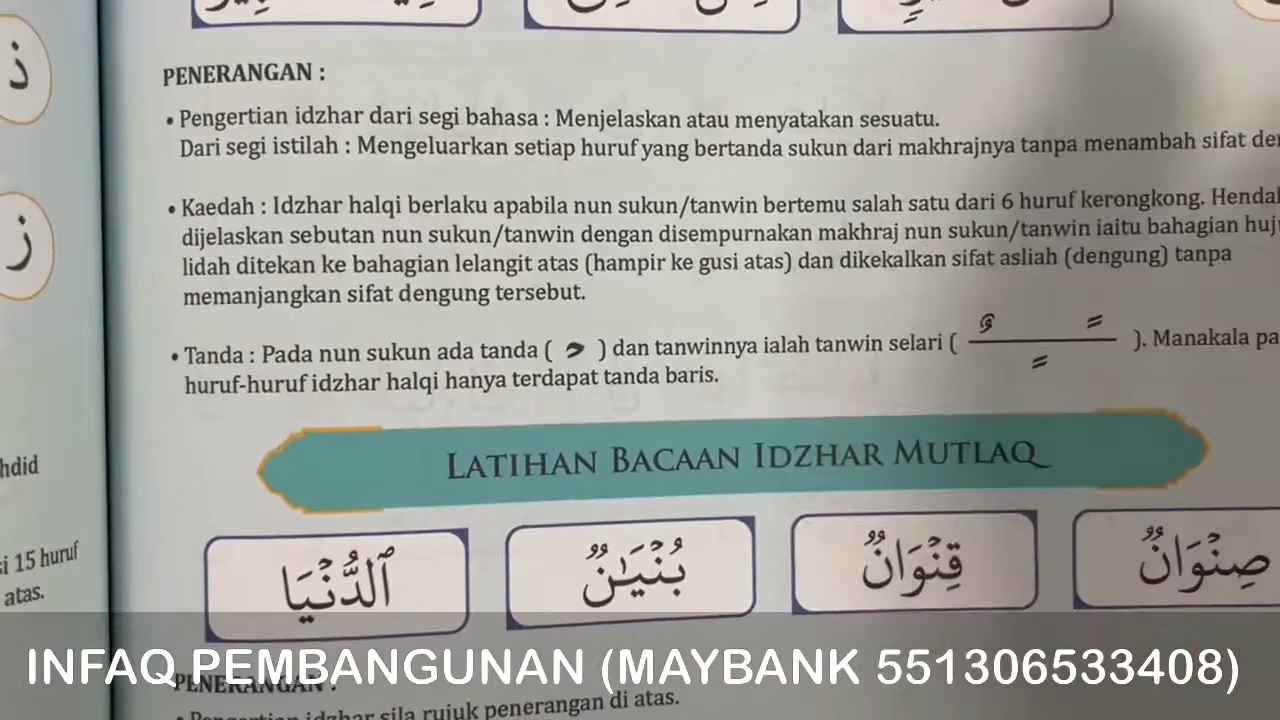 ذ
ز
PENERANGAN :
• Pengertian idzhar dari segi bahasa : Menjelaskan atau menyatakan sesuatu.
Dari segi istilah : Mengeluarkan setiap huruf yang bertanda sukun dari makhrajnya tanpa menambah sifat de
• Kaedah : Idzhar halqi berlaku apabila nun sukun/tanwin bertemu salah satu dari 6 huruf kerongkong. Henda
dijelaskan sebutan nun sukun/tanwin dengan disempurnakan makhraj nun sukun/tanwin iaitu bahagian huj
lidah ditekan ke bahagian lelangit atas (hampir ke gusi atas) dan dikekalkan sifat asliah (dengung) tanpa
memanjangkan sifat dengung tersebut.
• Tanda : Pada nun sukun ada tanda ( ) dan tanwinnya ialah tanwin selari ( ). Manakala pa
huruf-huruf idzhar halqi hanya terdapat tanda baris.
hdid
i 15 huruf
atas.
LATIHAN BACAAN IDZHAR MUTLAQ
ٱلدُّنۡيَا بُنۡيَٰنٞ قِنۡوَانٞ صِنۡوَانٞ
PENERANGAN :
• Pengertian idzhar sila rujuk penerangan di atas.
INFAQ PEMBANGUNAN (MAYBANK 551306533408)